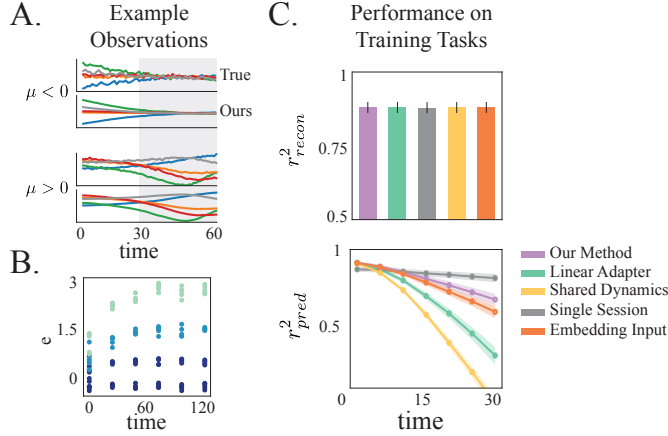 A.
Example
Observations
μ < 0
True
Ours
μ > 0
0 30 60
time
B.
3
1.5
0
e
0 60 120
time
C.
Performance on
Training Tasks
1
0.75
0.5
r²recon
1
0.5
r²pred
0 15 30
time
Our Method
Linear Adapter
Shared Dynamics
Single Session
Embedding Input